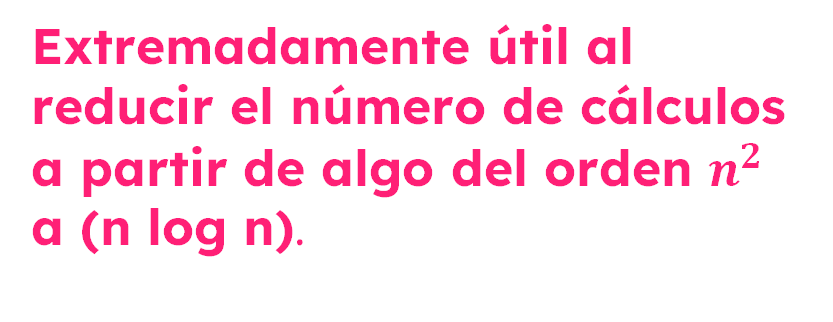 Extremadamente útil al
reducir el número de cálculos
a partir de algo del orden n²
a (n log n).